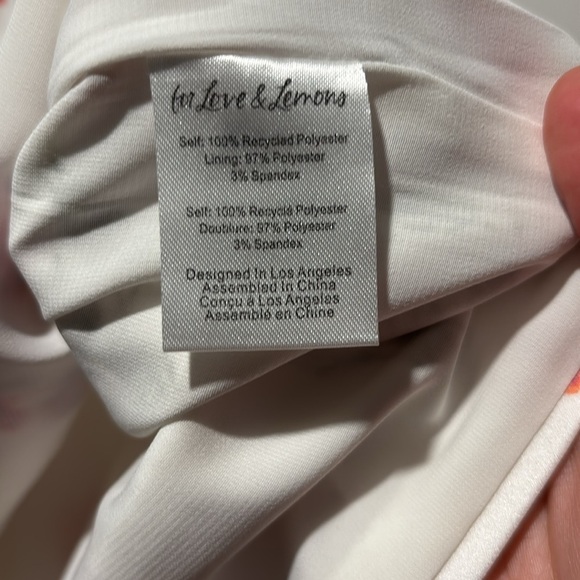 for Love & Lemons
Self: 100% Recycled Polyester
Lining: 97% Polyester
3% Spandex
Self: 100% Recyclé Polyester
Doublure: 97% Polyester
3% Spandex
Designed In Los Angeles
Assembled In China
Conçu à Los Angeles
Assemblé en Chine